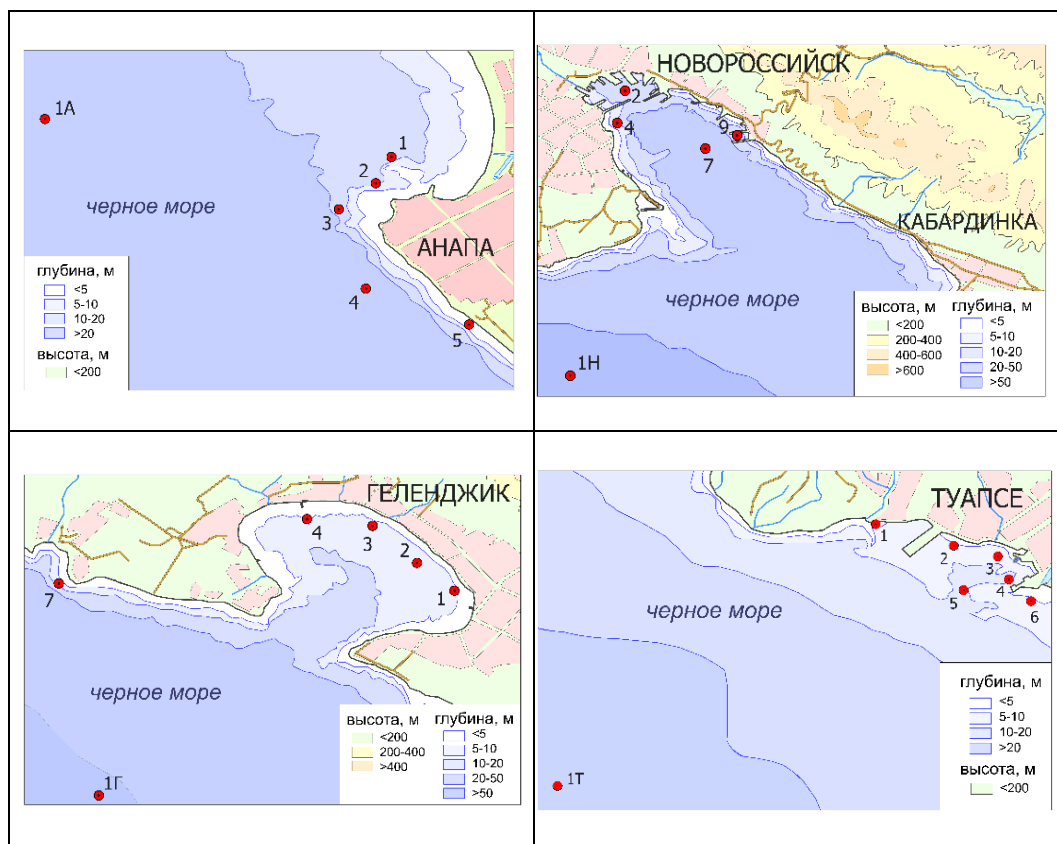 1А
1
2
3
черное море
АНАПА
4
5
глубина, м
<5
5-10
10-20
>20
высота, м
<200
НОВОРОССИЙСК
2
4
9
7
КАБАРДИНКА
черное море
1Н
высота, м
<200
200-400
400-600
>600
глубина, м
<5
5-10
10-20
20-50
>50
ГЕЛЕНДЖИК
4
3
2
1
7
черное море
1Г
высота, м
<200
200-400
>400
глубина, м
<5
5-10
10-20
20-50
>50
ТУАПСЕ
1
2
3
4
5
6
черное море
1Т
глубина, м
<5
5-10
10-20
>20
высота, м
<200